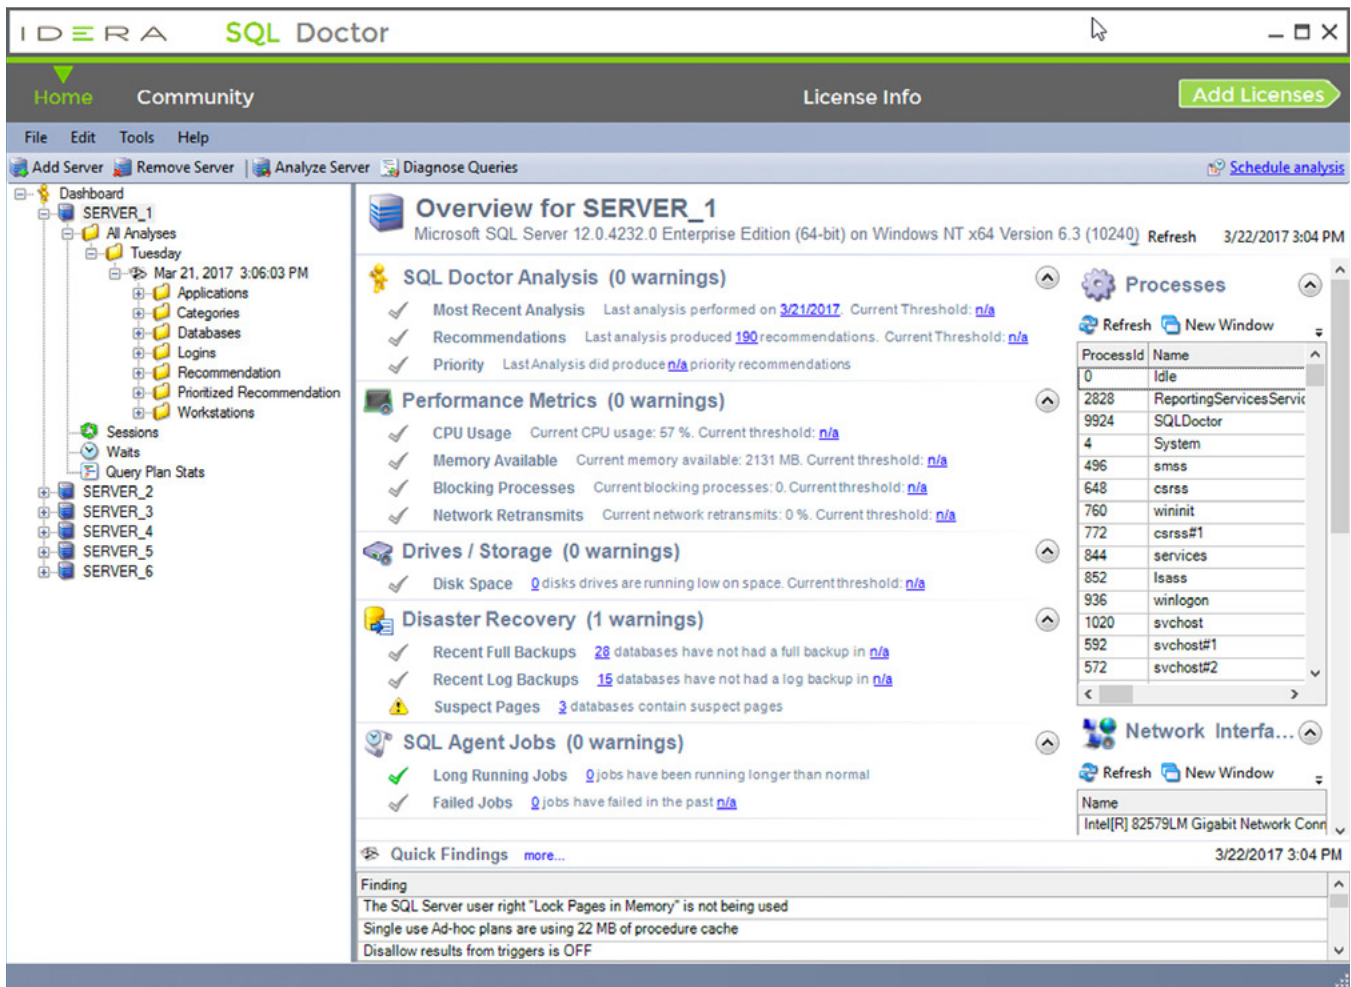 IDERA SQL Doctor
Home Community License Info Add Licenses
File Edit Tools Help
Add Server Remove Server Analyze Server Diagnose Queries Schedule analysis
Dashboard
SERVER_1
All Analyses
Tuesday
Mar 21, 2017 3:06:03 PM
Applications
Categories
Databases
Logins
Recommendation
Prioritized Recommendation
Workstations
Sessions
Waits
Query Plan Stats
SERVER_2
SERVER_3
SERVER_4
SERVER_5
SERVER_6
Overview for SERVER_1
Microsoft SQL Server 12.0.4232.0 Enterprise Edition (64-bit) on Windows NT x64 Version 6.3 (10240) Refresh 3/22/2017 3:04 PM
SQL Doctor Analysis (0 warnings)
Most Recent Analysis Last analysis performed on 3/21/2017. Current Threshold: n/a
Recommendations Last analysis produced 190 recommendations. Current Threshold: n/a
Priority Last Analysis did produce n/a priority recommendations
Performance Metrics (0 warnings)
CPU Usage Current CPU usage: 57 %. Current threshold: n/a
Memory Available Current memory available: 2131 MB. Current threshold: n/a
Blocking Processes Current blocking processes: 0. Current threshold: n/a
Network Retransmits Current network retransmits: 0 %. Current threshold: n/a
Drives / Storage (0 warnings)
Disk Space 0 disks drives are running low on space. Current threshold: n/a
Disaster Recovery (1 warnings)
Recent Full Backups 28 databases have not had a full backup in n/a
Recent Log Backups 15 databases have not had a log backup in n/a
Suspect Pages 3 databases contain suspect pages
SQL Agent Jobs (0 warnings)
Long Running Jobs 0 jobs have been running longer than normal
Failed Jobs 0 jobs have failed in the past n/a
Processes
Refresh New Window
ProcessId Name
0 Idle
2828 ReportingServicesServic
9924 SQLDoctor
4 System
496 smss
648 csrss
760 wininit
772 csrss#1
844 services
852 lsass
936 winlogon
1020 svchost
592 svchost#1
572 svchost#2
Network Interfa...
Refresh New Window
Name
Intel[R] 82579LM Gigabit Network Conn
Quick Findings more... 3/22/2017 3:04 PM
Finding
The SQL Server user right "Lock Pages in Memory" is not being used
Single use Ad-hoc plans are using 22 MB of procedure cache
Disallow results from triggers is OFF